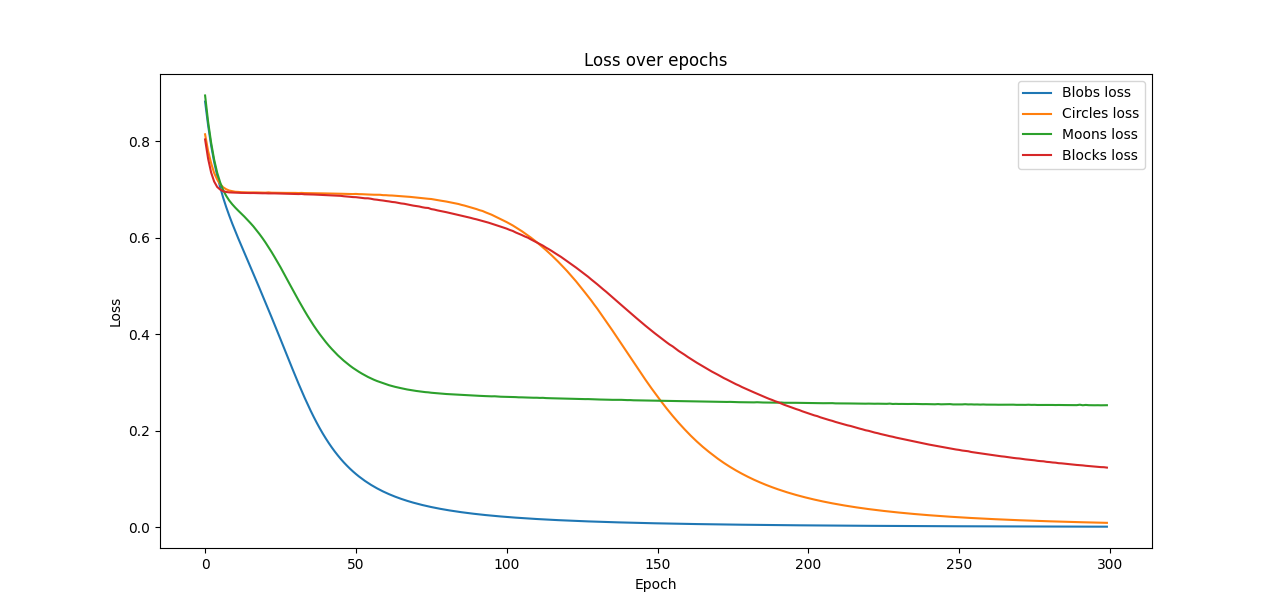 Loss over epochs
Blobs loss
Circles loss
Moons loss
Blocks loss
Loss
0.8
0.6
0.4
0.2
0.0
0 50 100 150 200 250 300
Epoch